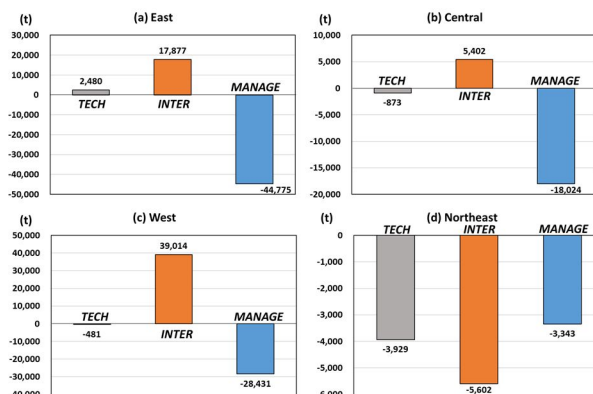 (t) (a) East
30,000
20,000
10,000
0
-10,000
-20,000
-30,000
-40,000
-50,000
2,480
17,877
TECH
INTER
MANAGE
-44,775
(t) (b) Central
10,000
5,000
0
-5,000
-10,000
-15,000
-20,000
TECH
-873
5,402
INTER
MANAGE
-18,024
(t) (c) West
50,000
40,000
30,000
20,000
10,000
0
-10,000
-20,000
-30,000
-40,000
TECH
-481
39,014
INTER
MANAGE
-28,431
(t) (d) Northeast
0
-1,000
-2,000
-3,000
-4,000
-5,000
-6,000
TECH
INTER
MANAGE
-3,929
-5,602
-3,343